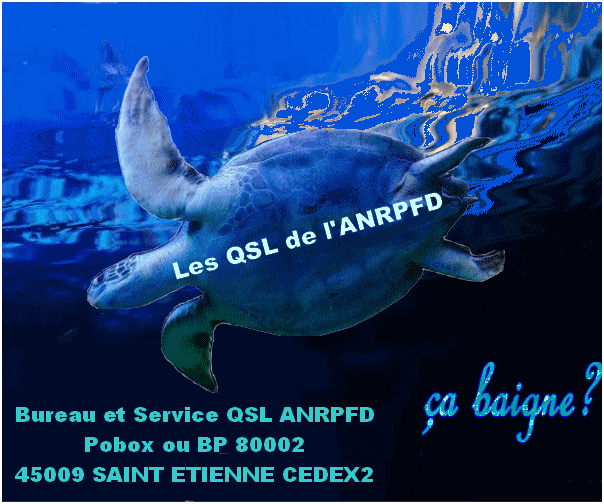 Les QSL de l'ANRPFD
ça baigne?
Bureau et Service QSL ANRPFD
Pobox ou BP 80002
45009 SAINT ETIENNE CEDEX2